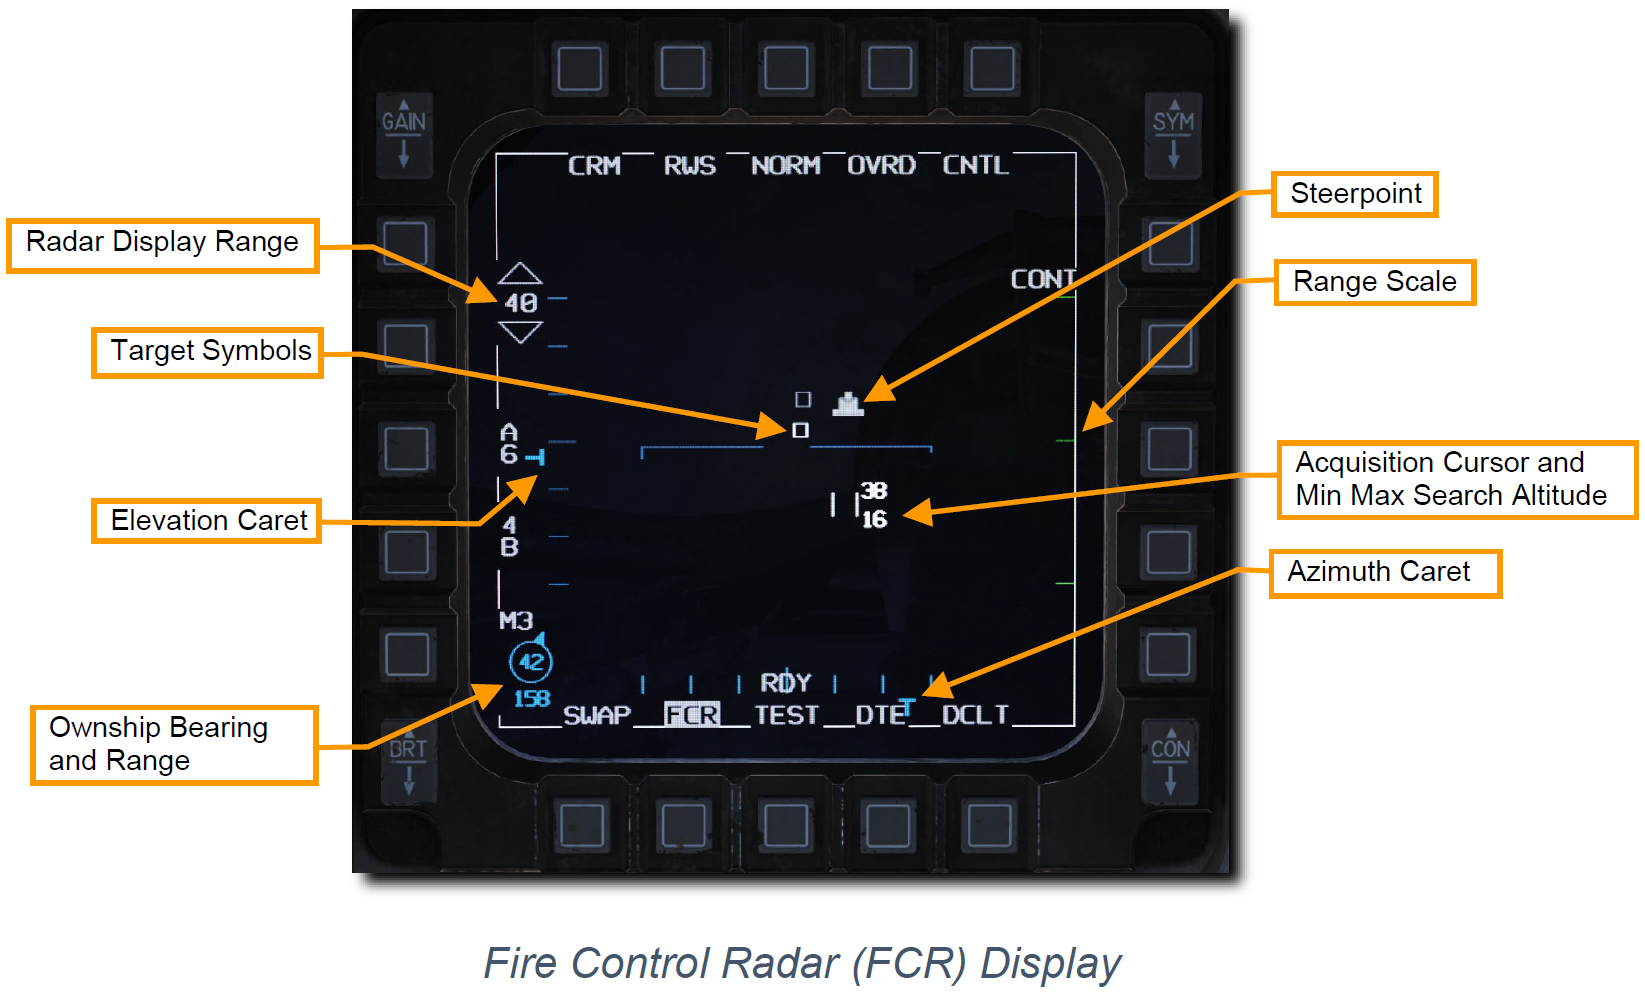 GAIN
SYM
CRM RWS NORM OVRD CNTL
Steerpoint
Radar Display Range
Range Scale
CONT
40
Target Symbols
A
6
Acquisition Cursor and
Min Max Search Altitude
38
16
Elevation Caret
4
B
Azimuth Caret
M3
42
158
RDY
SWAP FCR TEST DTE DCLT
Ownship Bearing
and Range
BRT
CON
Fire Control Radar (FCR) Display